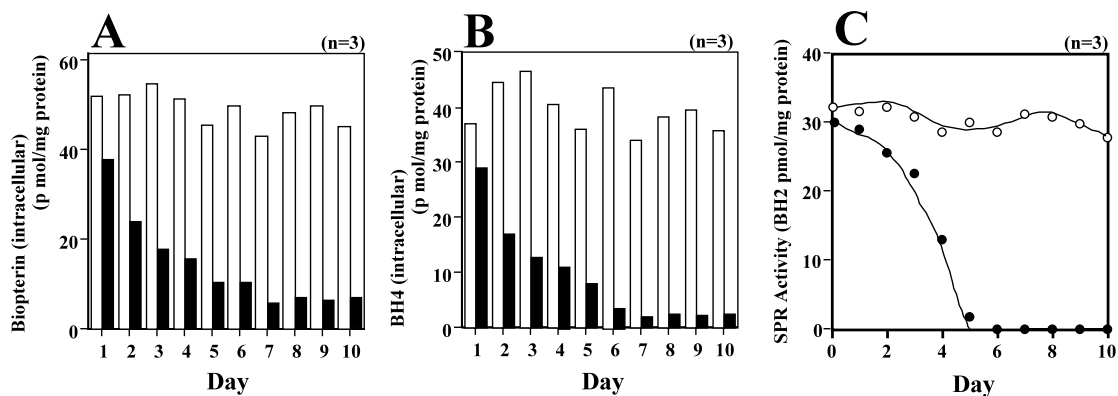 A
(n=3)
Biopterin (intracellular)
(p mol/mg protein)
60
40
20
0
1 2 3 4 5 6 7 8 9 10
Day
B
(n=3)
BH4 (intracellular)
(p mol/mg protein)
50
40
30
20
10
0
1 2 3 4 5 6 7 8 9 10
Day
C
(n=3)
SPR Activity (BH2 pmol/mg protein)
40
30
20
10
0
0 2 4 6 8 10
Day